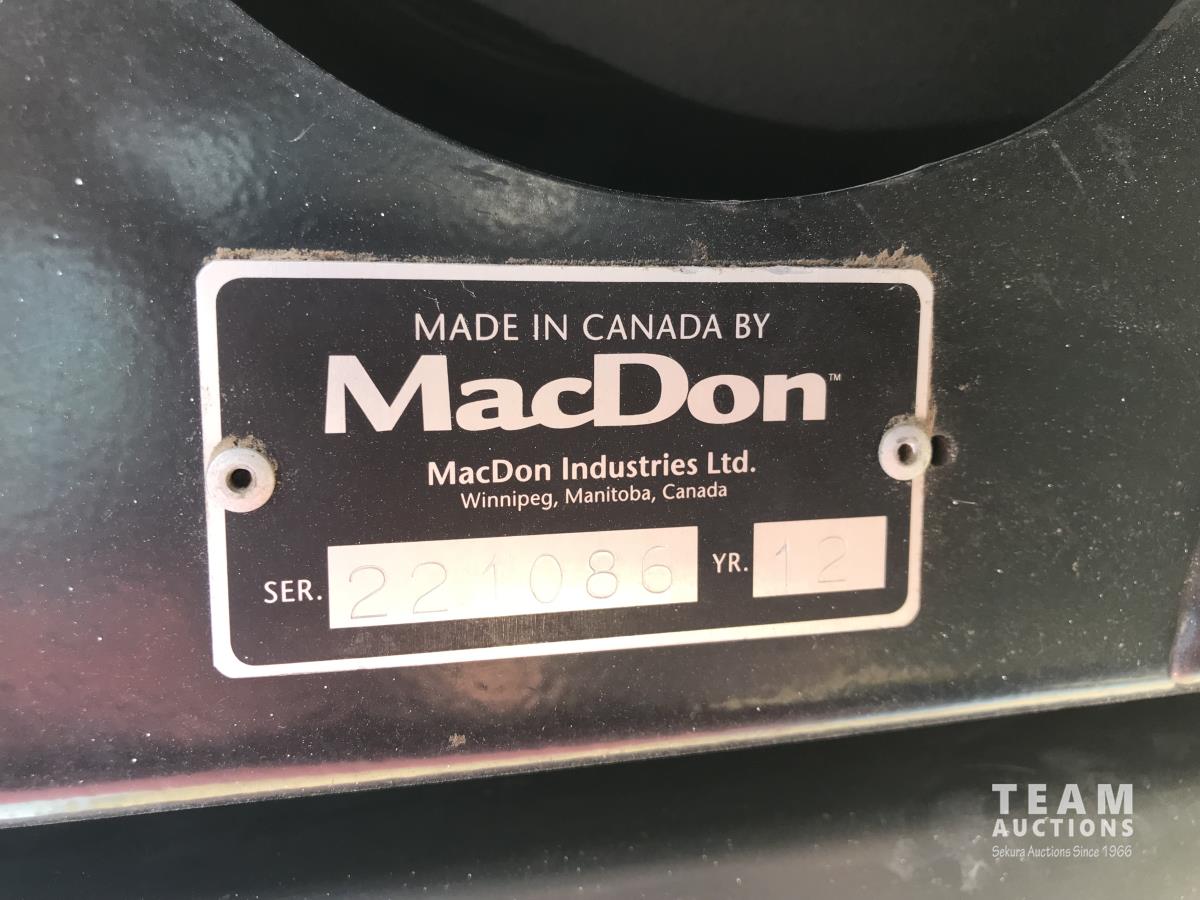 MADE IN CANADA BY
MacDon™
MacDon Industries Ltd.
Winnipeg, Manitoba, Canada
SER. 221086 YR. 12
TEAM
AUCTIONS
Sekura Auctions Since 1966